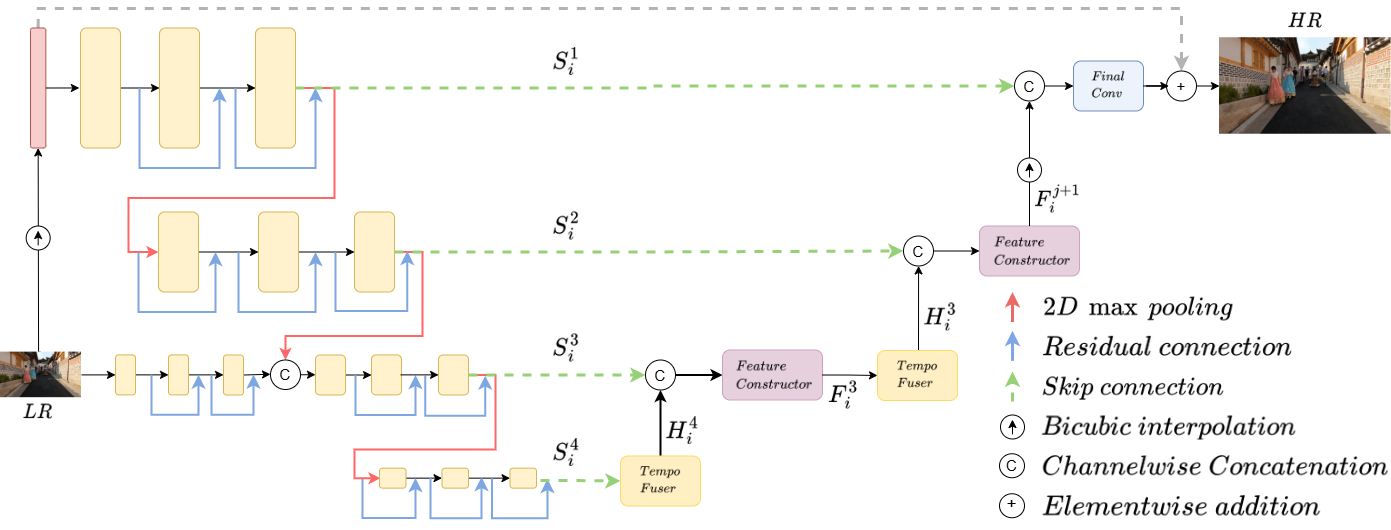 HR
S_i^1
C
Final
Conv
+
F_i^{j+1}
S_i^2
C
Feature
Constructor
H_i^3
2D max pooling
Residual connection
Skip connection
Bicubic interpolation
C
Channelwise Concatenation
+
Elementwise addition
LR
C
S_i^3
C
Feature
Constructor
F_i^3
Tempo
Fuser
H_i^4
S_i^4
Tempo
Fuser